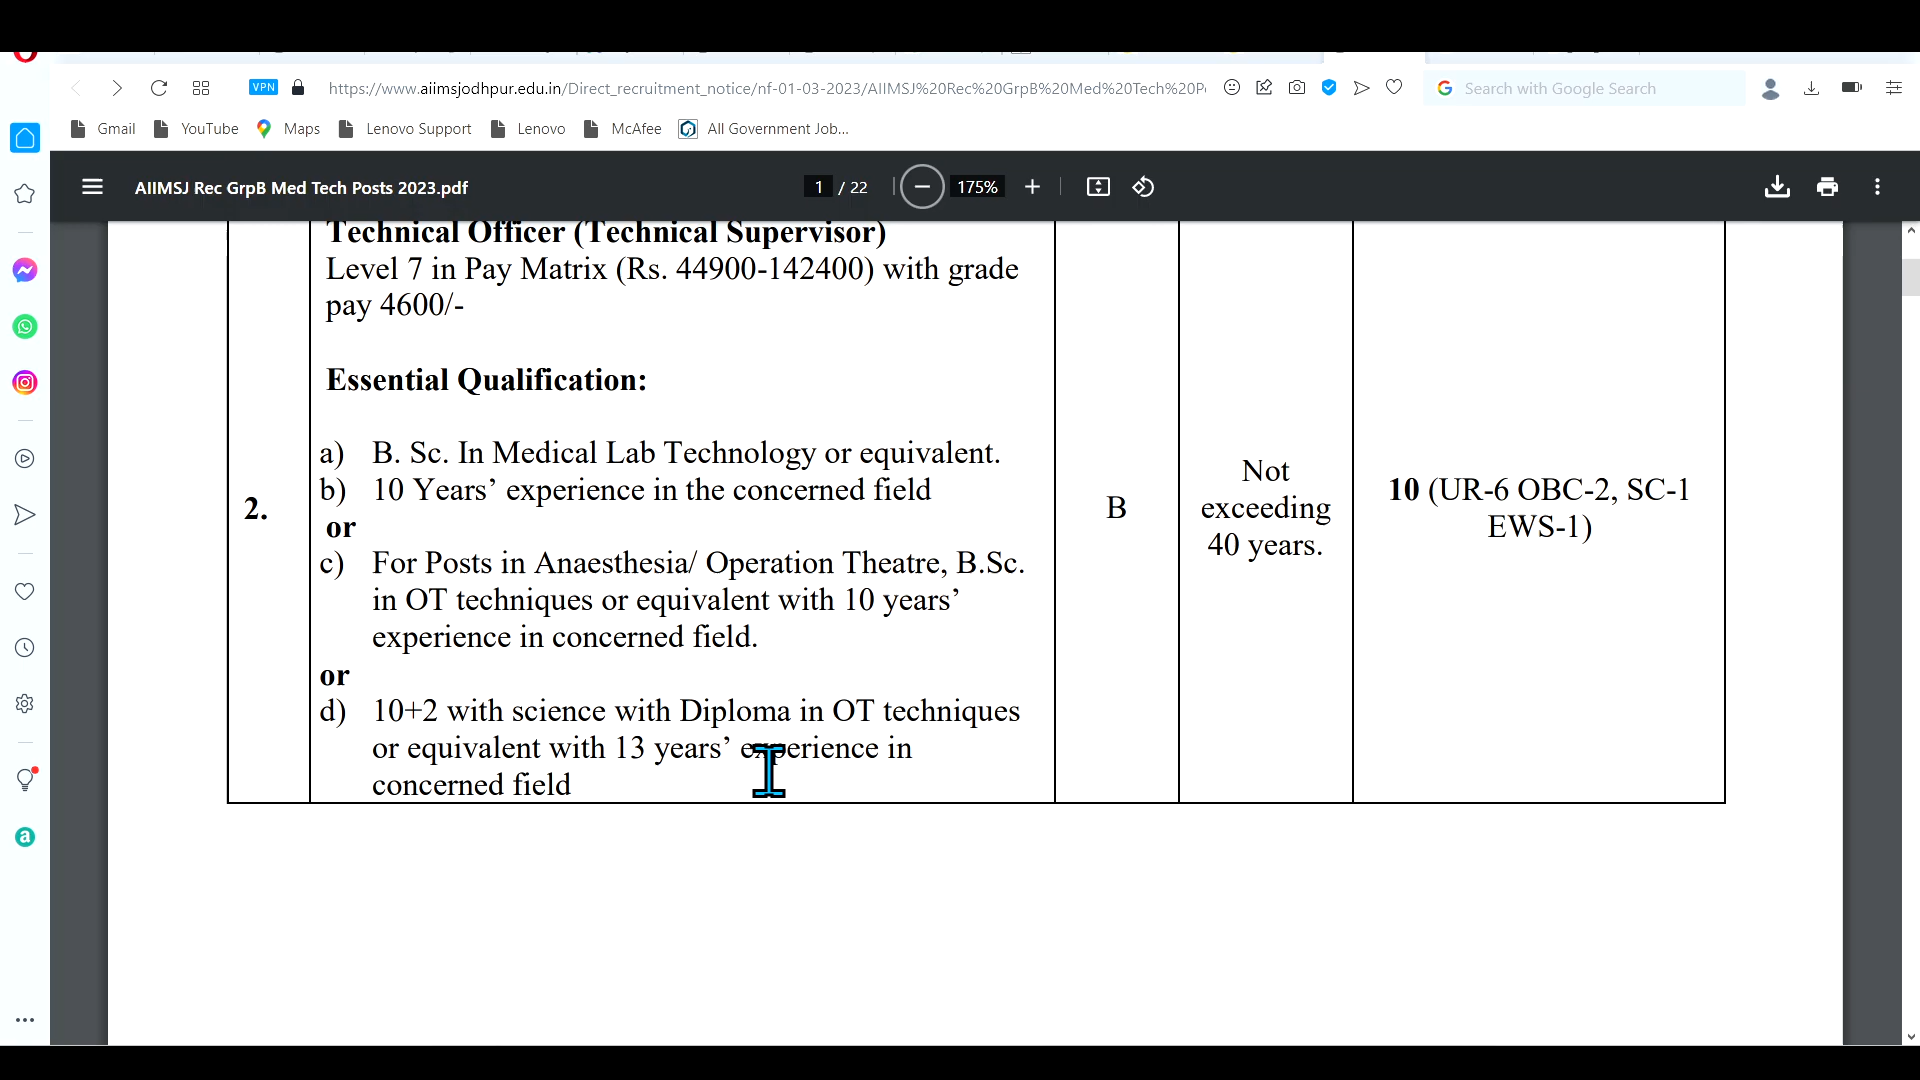 VPN
https://www.aiimsjodhpur.edu.in/Direct_recruitment_notice/nf-01-03-2023/AIIMSJ%20Rec%20GrpB%20Med%20Tech%20P
Search with Google Search
Gmail
YouTube
Maps
Lenovo Support
Lenovo
McAfee
All Government Job...
AIIMSJ Rec GrpB Med Tech Posts 2023.pdf
1 / 22
175%
Technical Officer (Technical Supervisor)
Level 7 in Pay Matrix (Rs. 44900-142400) with grade
pay 4600/-
Essential Qualification:
2.
a) B. Sc. In Medical Lab Technology or equivalent.
b) 10 Years’ experience in the concerned field
or
c) For Posts in Anaesthesia/ Operation Theatre, B.Sc.
in OT techniques or equivalent with 10 years’
experience in concerned field.
or
d) 10+2 with science with Diploma in OT techniques
or equivalent with 13 years’ experience in
concerned field
B
Not
exceeding
40 years.
10 (UR-6 OBC-2, SC-1
EWS-1)